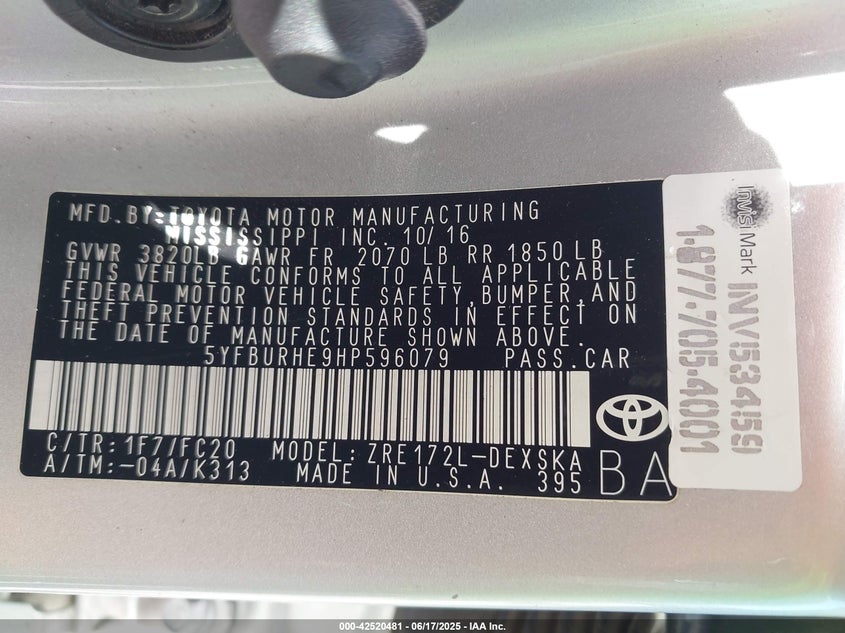 MFD.BY:TOYOTA MOTOR MANUFACTURING
MISSISSIPPI INC. 10/16
GVWR 3820LB GAWR FR 2070 LB RR 1850 LB
THIS VEHICLE CONFORMS TO ALL APPLICABLE
FEDERAL MOTOR VEHICLE SAFETY,BUMPER,AND
THEFT PREVENTION STANDARDS IN EFFECT ON
THE DATE OF MANUFACTURE SHOWN ABOVE.
5YFBURHE9HP596079 PASS.CAR
C/TR: 1F7/FC20 MODEL: ZRE172L-DEXSKA
A/TM:-04A/K313 MADE IN U.S.A. 395
BA
InvisiMark
INV1534159
1.877.705.4001
000-42520481 - 06/17/2025 - IAA Inc.